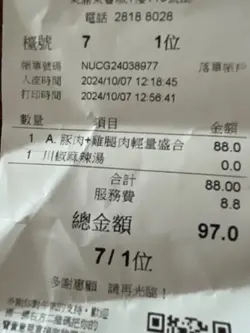 電話 2818 8028
檯號 7 1位
帳單號碼 NUCG24038977 落單帳戶
入座時間 2024/10/07 12:18:45
打印時間 2024/10/07 12:56:41
數量 項目 金額
1 A. 豚肉+雞腿肉輕量盛合 88.0
1 川椒麻辣湯 0.0
合計 88.00
服務費 8.8
總金額 97.0
7 / 1位
多謝惠顧 請再光臨！